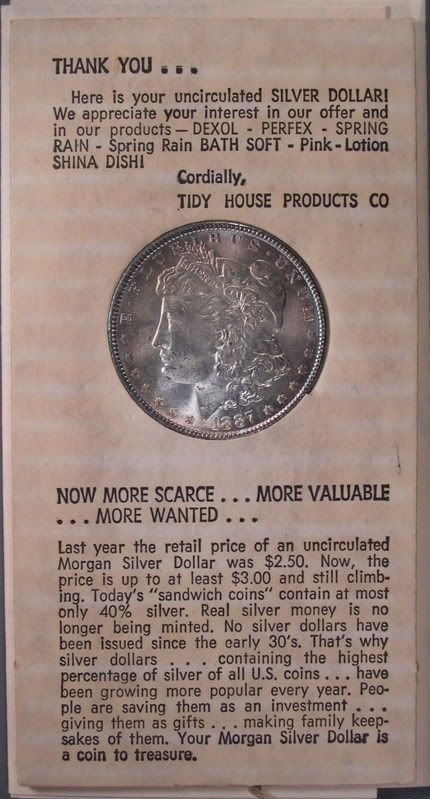 THANK YOU . . .
Here is your uncirculated SILVER DOLLAR!
We appreciate your interest in our offer and
in our products — DEXOL - PERFEX - SPRING
RAIN - Spring Rain BATH SOFT - Pink-Lotion
SHINA DISH!
Cordially,
TIDY HOUSE PRODUCTS CO
E·PLURIBUS·UNUM
1887
NOW MORE SCARCE . . . MORE VALUABLE
. . . MORE WANTED . . .
Last year the retail price of an uncirculated
Morgan Silver Dollar was $2.50. Now, the
price is up to at least $3.00 and still climb-
ing. Today's "sandwich coins" contain at most
only 40% silver. Real silver money is no
longer being minted. No silver dollars have
been issued since the early 30's. That's why
silver dollars . . . containing the highest
percentage of silver of all U.S. coins . . . have
been growing more popular every year. Peo-
ple are saving them as an investment . . .
giving them as gifts . . . making family keep-
sakes of them. Your Morgan Silver Dollar is
a coin to treasure.